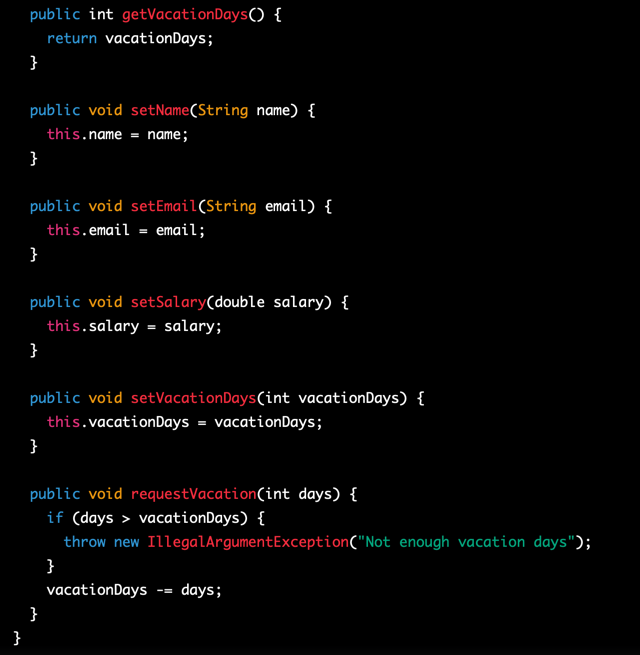 public int getVacationDays() {
return vacationDays;
}
public void setName(String name) {
this.name = name;
}
public void setEmail(String email) {
this.email = email;
}
public void setSalary(double salary) {
this.salary = salary;
}
public void setVacationDays(int vacationDays) {
this.vacationDays = vacationDays;
}
public void requestVacation(int days) {
if (days > vacationDays) {
throw new IllegalArgumentException("Not enough vacation days");
}
vacationDays -= days;
}
}